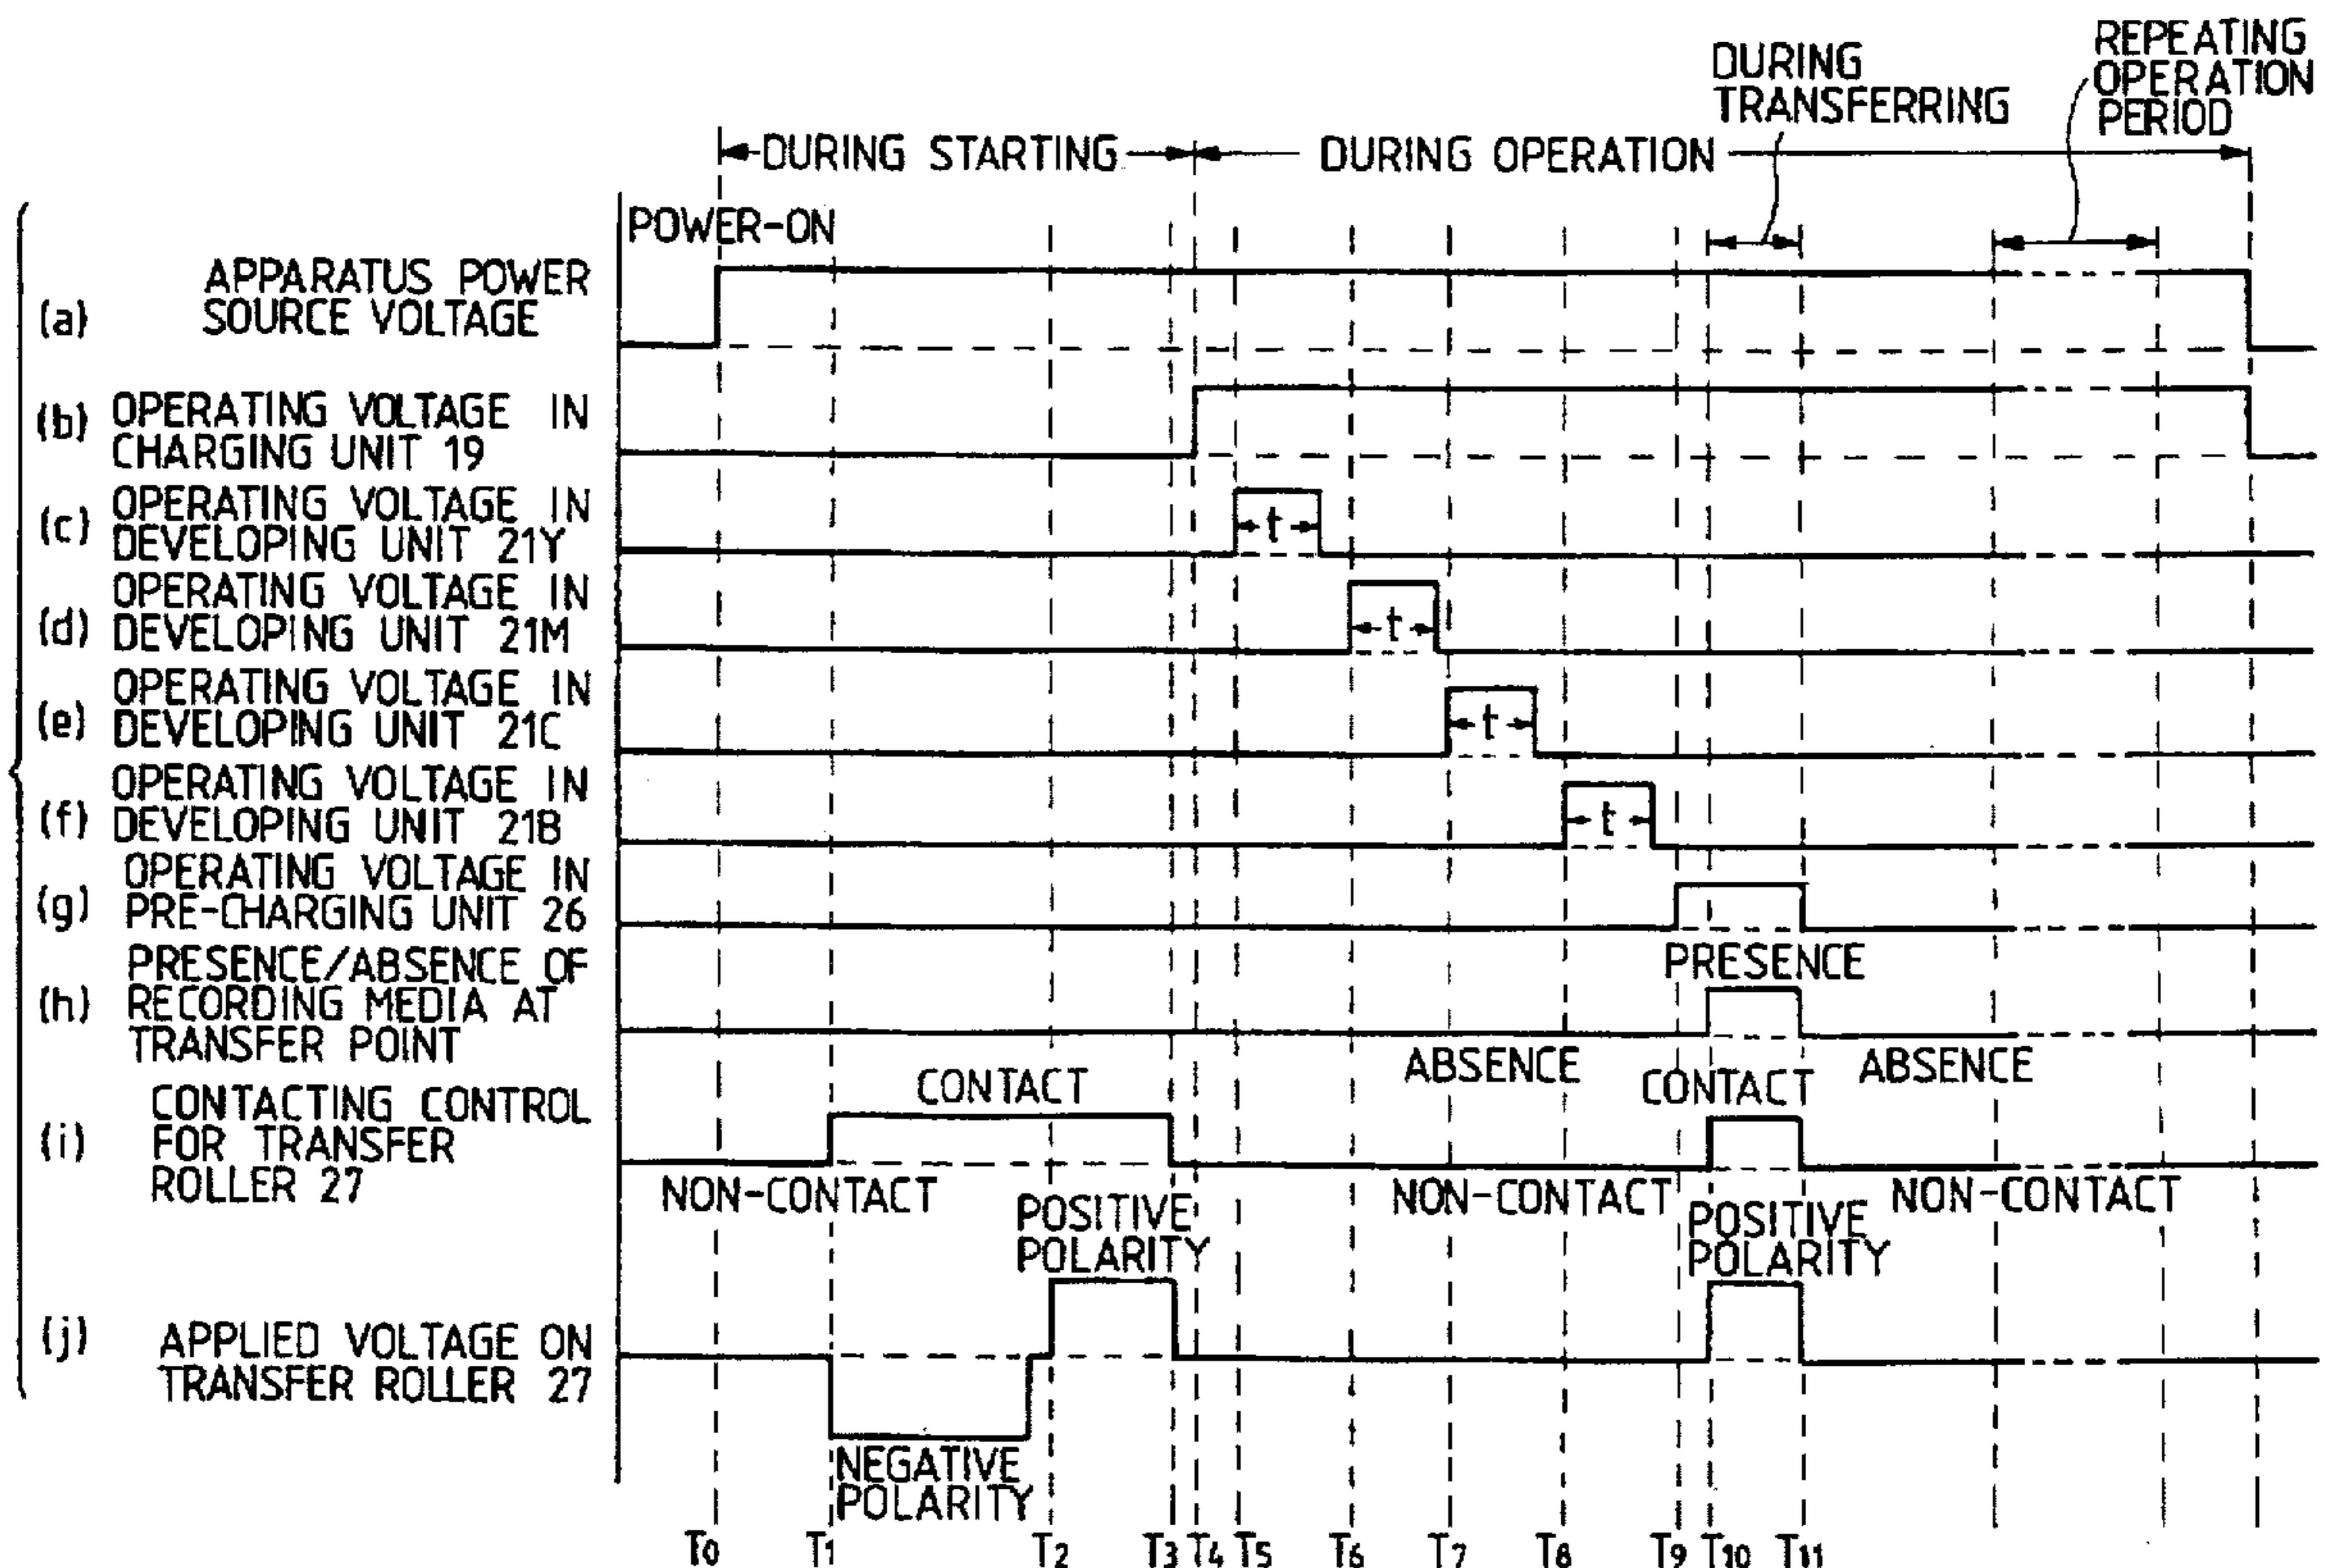 DURING
TRANSFERRING
REPEATING
OPERATION
PERIOD
DURING STARTING
DURING OPERATION
POWER-ON
(a) APPARATUS POWER
SOURCE VOLTAGE
(b) OPERATING VOLTAGE IN
CHARGING UNIT 19
(c) OPERATING VOLTAGE IN
DEVELOPING UNIT 21Y
t
(d) OPERATING VOLTAGE IN
DEVELOPING UNIT 21M
t
(e) OPERATING VOLTAGE IN
DEVELOPING UNIT 21C
t
(f) OPERATING VOLTAGE IN
DEVELOPING UNIT 21B
t
(g) OPERATING VOLTAGE IN
PRE-CHARGING UNIT 26
(h) PRESENCE/ABSENCE OF
RECORDING MEDIA AT
TRANSFER POINT
PRESENCE
ABSENCE
ABSENCE
(i) CONTACTING CONTROL
FOR TRANSFER
ROLLER 27
CONTACT
CONTACT
NON-CONTACT
NON-CONTACT
NON-CONTACT
(j) APPLIED VOLTAGE ON
TRANSFER ROLLER 27
POSITIVE
POLARITY
POSITIVE
POLARITY
NEGATIVE
POLARITY
T0 T1 T2 T3 T4 T5 T6 T7 T8 T9 T10 T11